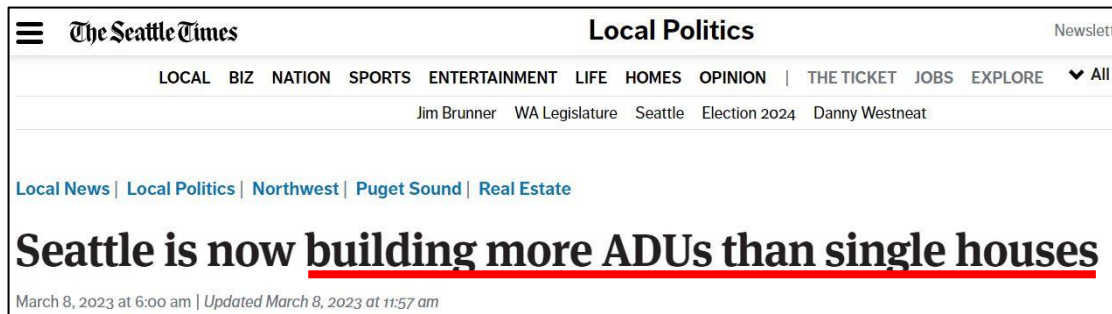 The Seattle Times Local Politics
LOCAL BIZ NATION SPORTS ENTERTAINMENT LIFE HOMES OPINION | THE TICKET JOBS EXPLORE All
Jim Brunner WA Legislature Seattle Election 2024 Danny Westneat
Local News | Local Politics | Northwest | Puget Sound | Real Estate
Seattle is now building more ADUs than single houses
March 8, 2023 at 6:00 am | Updated March 8, 2023 at 11:57 am